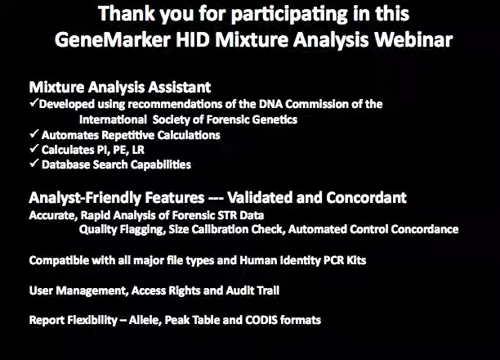 Thank you for participating in this
GeneMarker HID Mixture Analysis Webinar
Mixture Analysis Assistant
✓Developed using recommendations of the DNA Commission of the
International Society of Forensic Genetics
✓ Automates Repetitive Calculations
✓ Calculates PI, PE, LR
✓ Database Search Capabilities
Analyst-Friendly Features --- Validated and Concordant
Accurate, Rapid Analysis of Forensic STR Data
Quality Flagging, Size Calibration Check, Automated Control Concordance
Compatible with all major file types and Human Identity PCR Kits
User Management, Access Rights and Audit Trail
Report Flexibility – Allele, Peak Table and CODIS formats